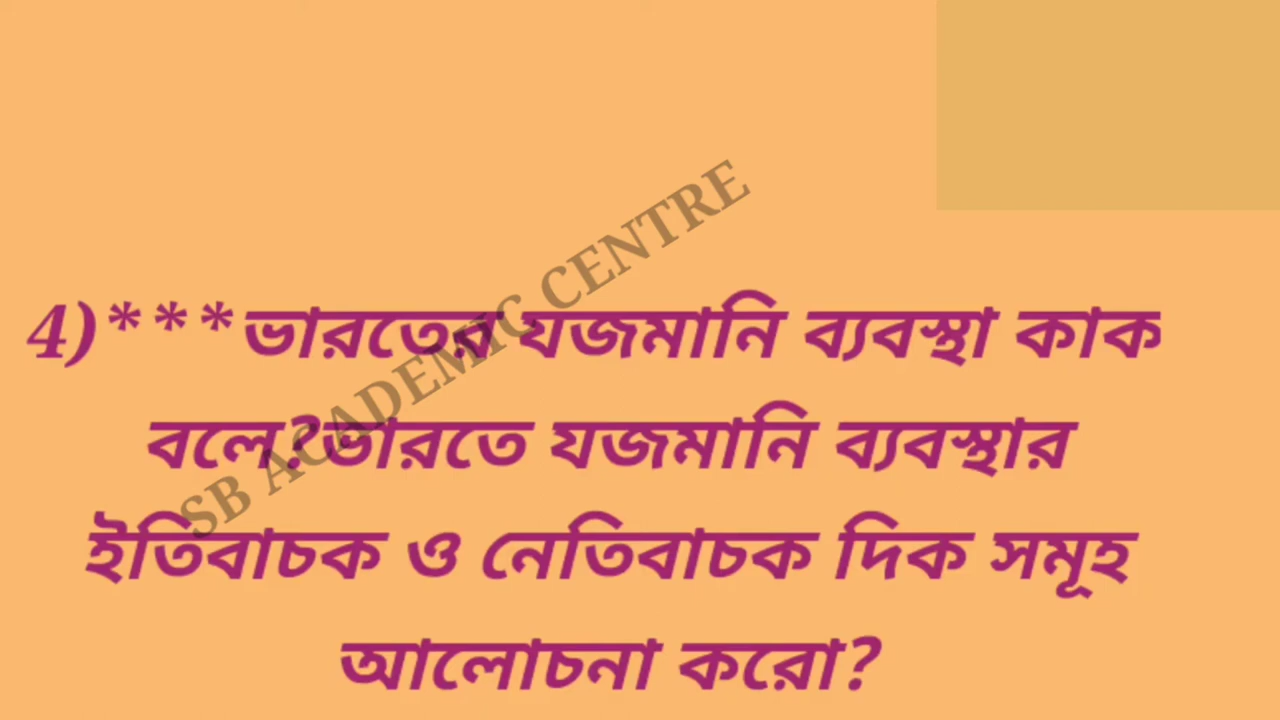 4)***ভারতের যজমানি ব্যবস্থা কাক
বলে?ভারতে যজমানি ব্যবস্থার
ইতিবাচক ও নেতিবাচক দিক সমূহ
আলোচনা করো?
SB ACADEMIC CENTRE